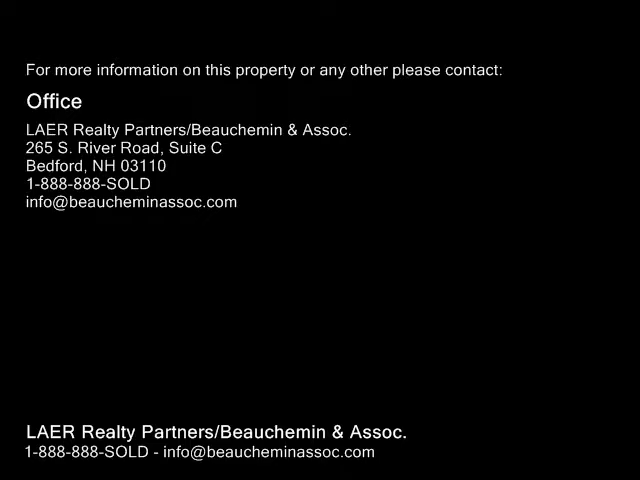 For more information on this property or any other please contact:
Office
LAER Realty Partners/Beauchemin & Assoc.
265 S. River Road, Suite C
Bedford, NH 03110
1-888-888-SOLD
info@beaucheminassoc.com
LAER Realty Partners/Beauchemin & Assoc.
1-888-888-SOLD - info@beaucheminassoc.com